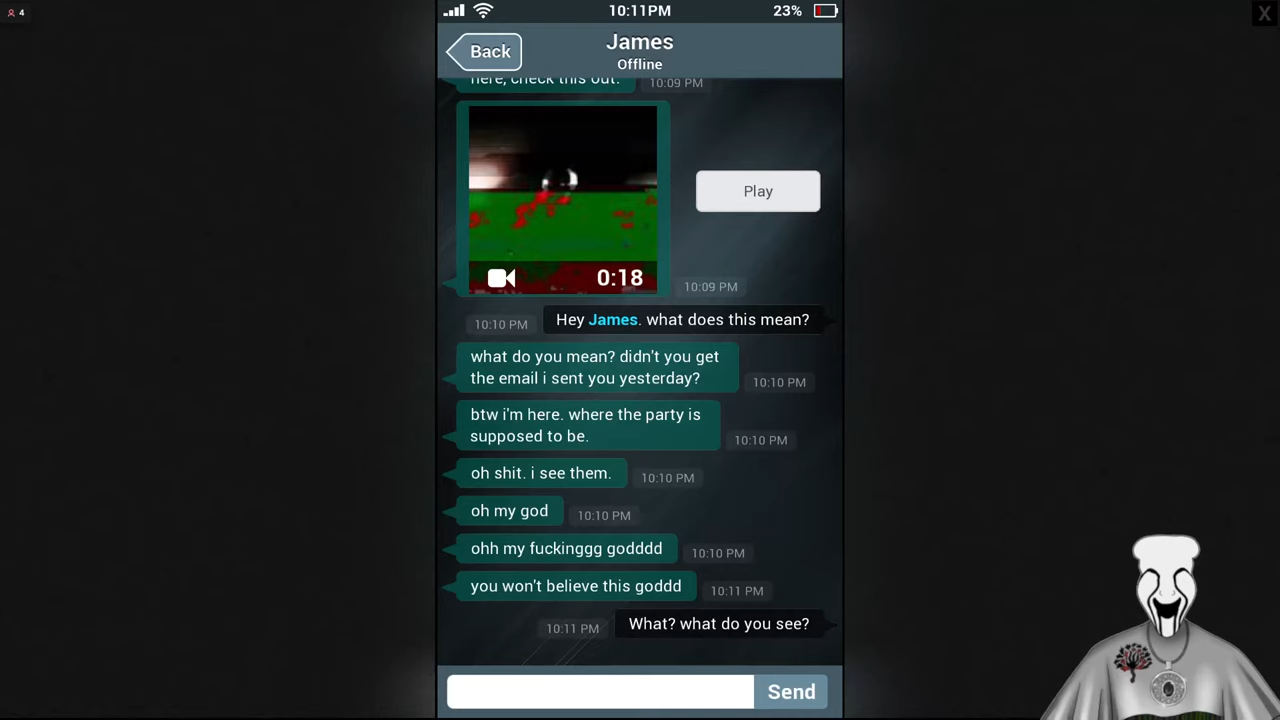 4
10:11PM
23%
X
Back
James
Offline
here, check this out.
10:09 PM
Play
0:18
10:09 PM
10:10 PM
Hey James. what does this mean?
what do you mean? didn't you get
the email i sent you yesterday?
10:10 PM
btw i'm here. where the party is
supposed to be.
10:10 PM
oh shit. i see them.
10:10 PM
oh my god
10:10 PM
ohh my fuckinggg godddd
10:10 PM
you won't believe this goddd
10:11 PM
10:11 PM
What? what do you see?
Send